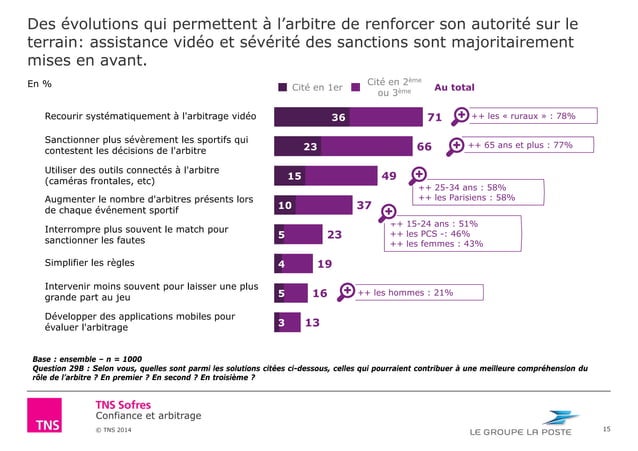 Des évolutions qui permettent à l’arbitre de renforcer son autorité sur le
terrain: assistance vidéo et sévérité des sanctions sont majoritairement
mises en avant.
En %
Cité en 1er
Cité en 2ème
ou 3ème
Au total
Recourir systématiquement à l'arbitrage vidéo
36
71
++ les « ruraux » : 78%
Sanctionner plus sévèrement les sportifs qui
contestent les décisions de l'arbitre
23
66
++ 65 ans et plus : 77%
Utiliser des outils connectés à l'arbitre
(caméras frontales, etc)
15
49
++ 25-34 ans : 58%
++ les Parisiens : 58%
Augmenter le nombre d'arbitres présents lors
de chaque événement sportif
10
37
++ 15-24 ans : 51%
++ les PCS -: 46%
++ les femmes : 43%
Interrompre plus souvent le match pour
sanctionner les fautes
5
23
Simplifier les règles
4
19
Intervenir moins souvent pour laisser une plus
grande part au jeu
5
16
++ les hommes : 21%
Développer des applications mobiles pour
évaluer l'arbitrage
3
13
Base : ensemble – n = 1000
Question 29B : Selon vous, quelles sont parmi les solutions citées ci-dessous, celles qui pourraient contribuer à une meilleure compréhension du
rôle de l’arbitre ? En premier ? En second ? En troisième ?
TNS
TNS Sofres
Confiance et arbitrage
© TNS 2014
LE GROUPE LA POSTE
15